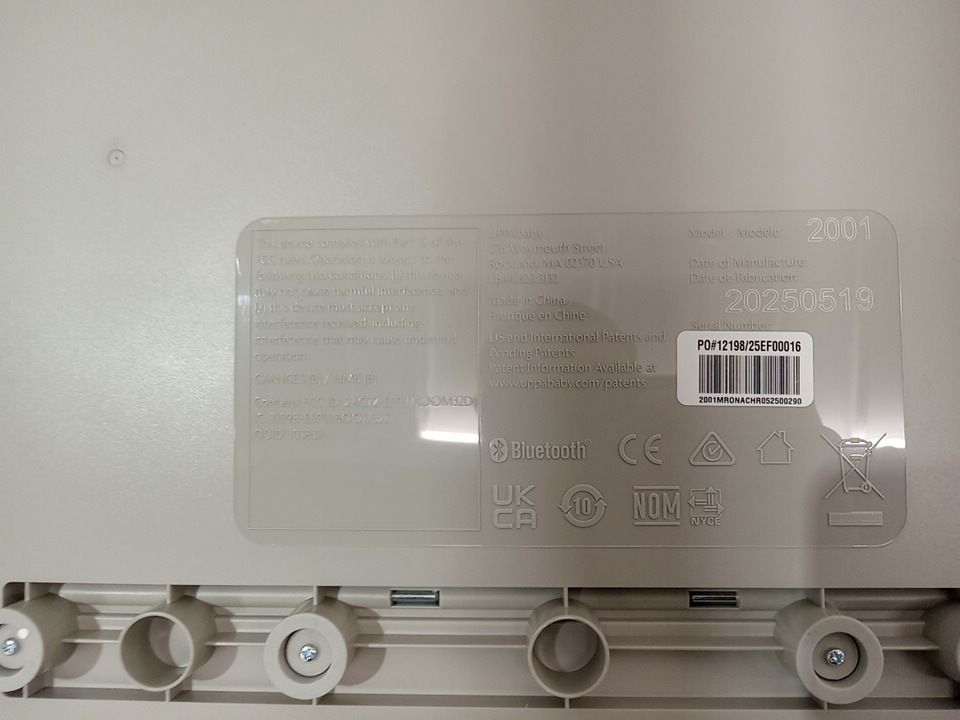 This device complies with Part 15 of the
FCC rules. Operation is subject to the
following two conditions: (1) this device
may not cause harmful interference, and
(2) this device must accept any
interference received, including
interference that may cause undesired
operation.
CAN ICES (B) / NMB (B)
Contains FCC ID
UPPAbaby
Weymouth Street
Rockland, MA 02370 USA
Made in China /
Fabriqué en Chine
US and International Patents and
Pending Patents
Patent Information Available at
www.uppababy.com/patents
Model Modelo 2001
Date of Manufacture
Date de Fabrication
20250519
Serial Number
PO#12198/25EF00016
2001MRONACHR052500290
Bluetooth®
CE
UK
CA
10
NOM
NYCE